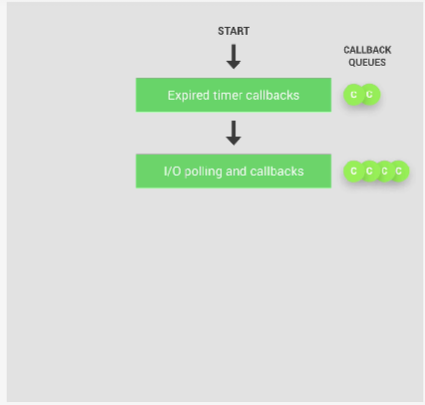 START
CALLBACK
QUEUES
Expired timer callbacks
C C
I/O polling and callbacks
C C C C